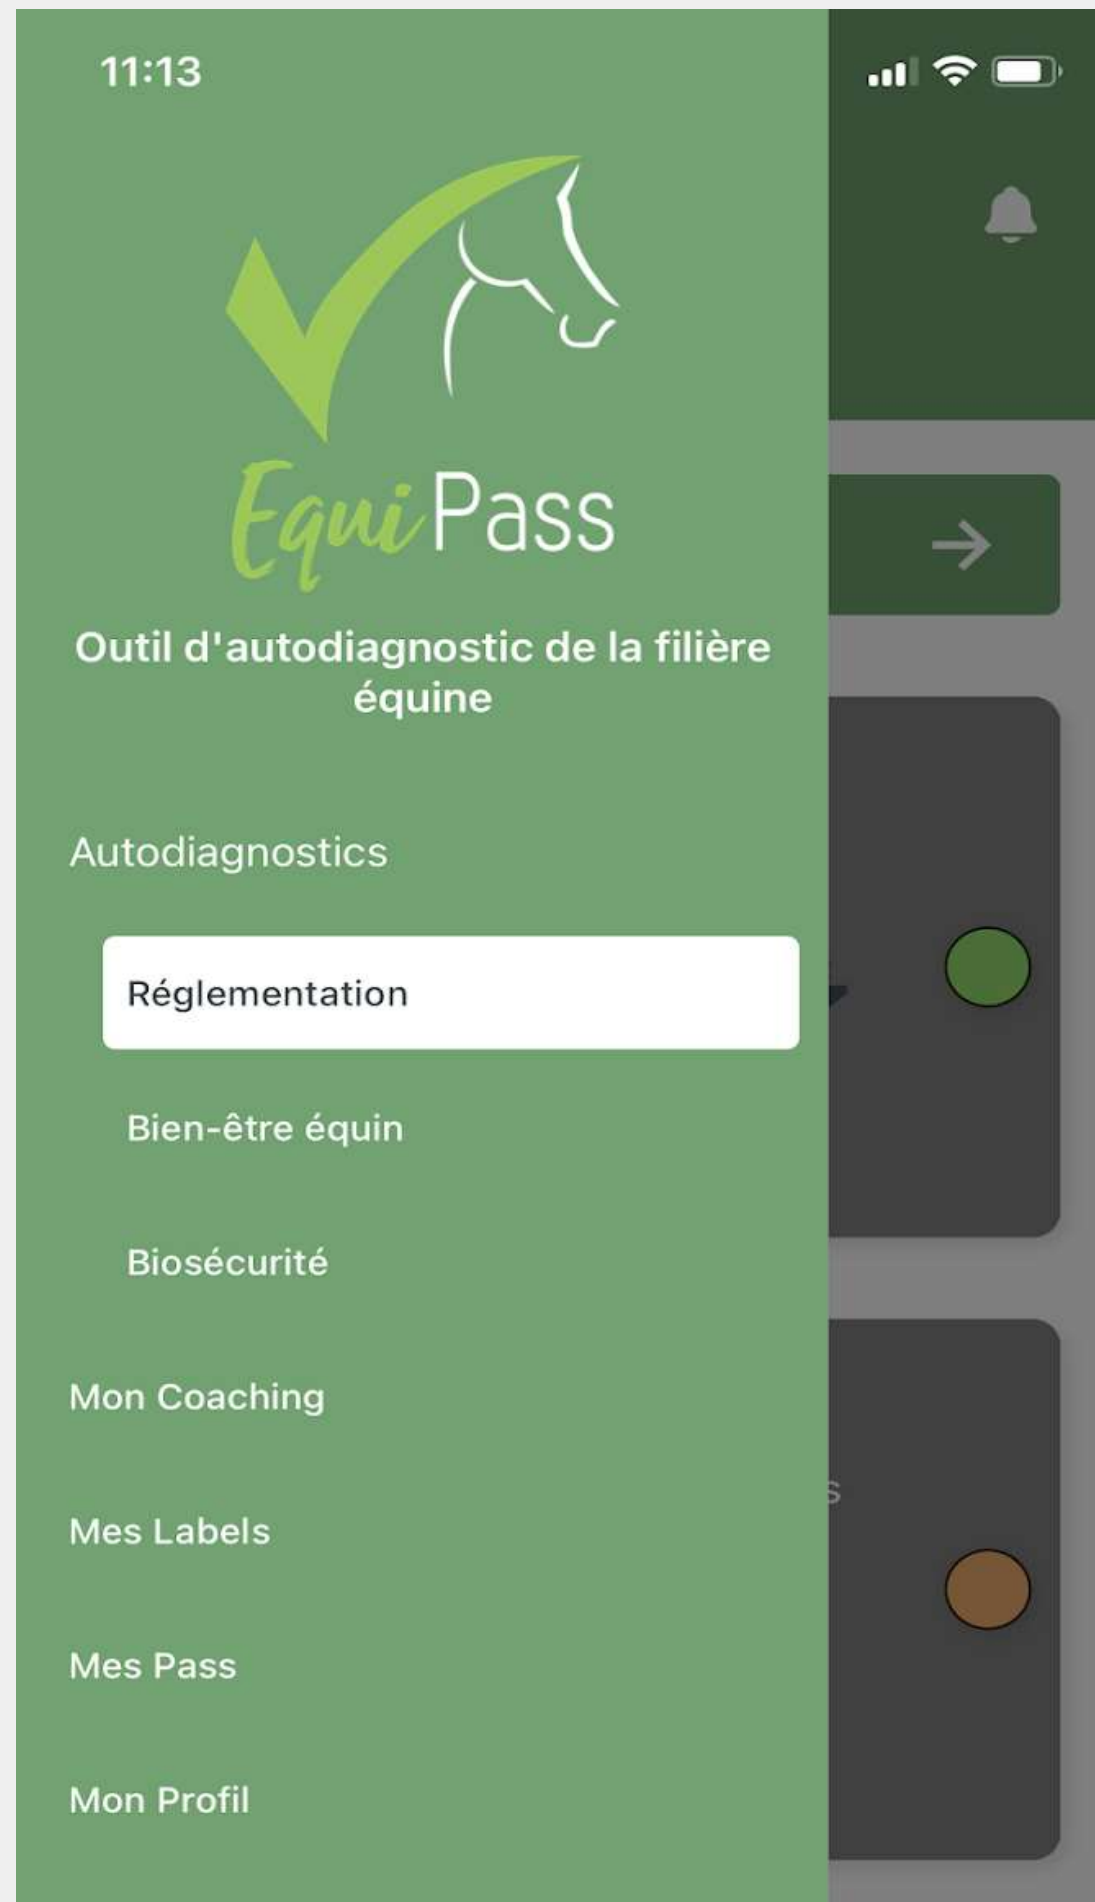 11:13
Equi Pass
Outil d'autodiagnostic de la filière
équine
Autodiagnostics
Réglementation
Bien-être équin
Biosécurité
Mon Coaching
s
Mes Labels
Mes Pass
Mon Profil